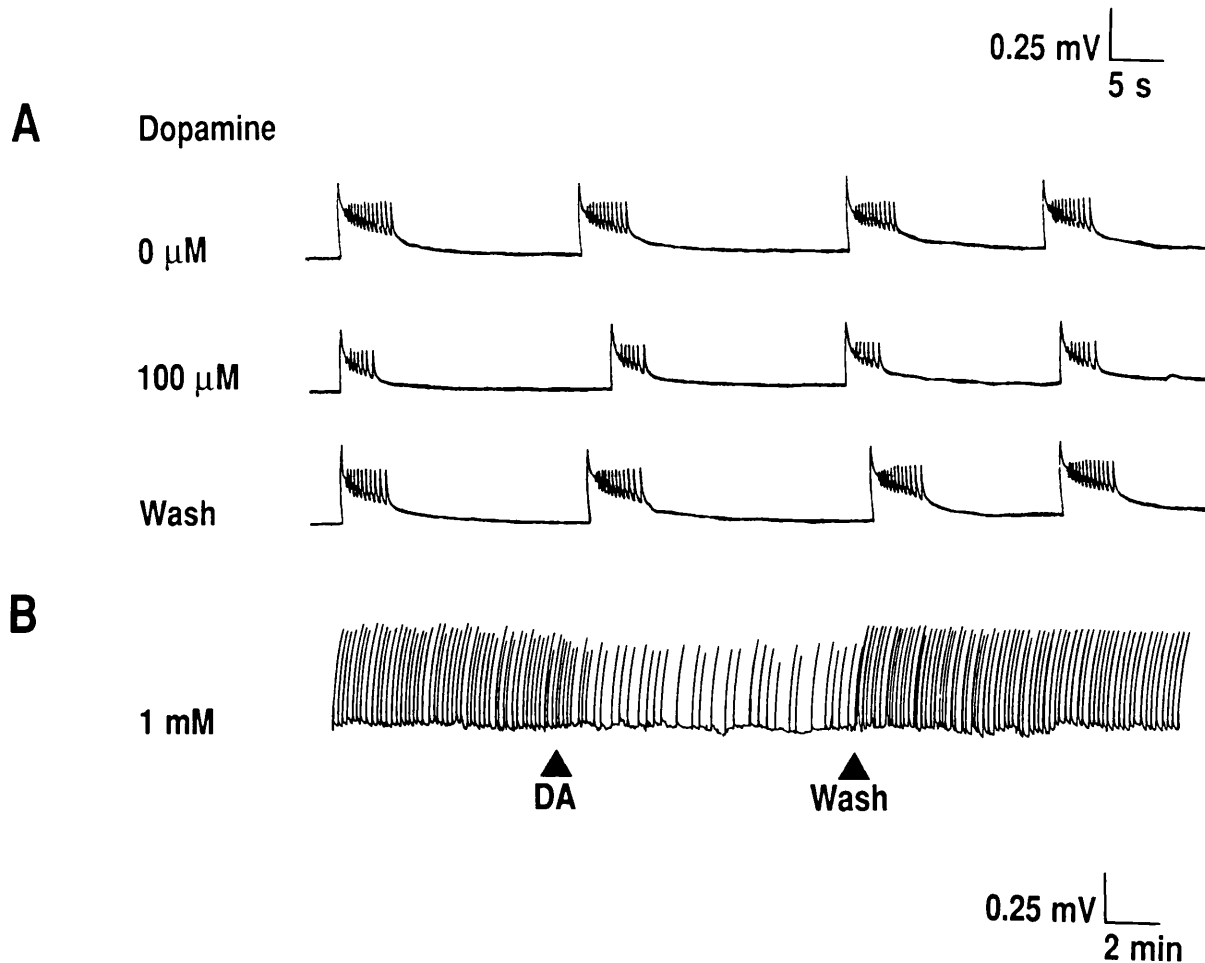 0.25 mV
5 s
A
Dopamine
0 μM
100 μM
Wash
B
1 mM
DA
Wash
0.25 mV
2 min